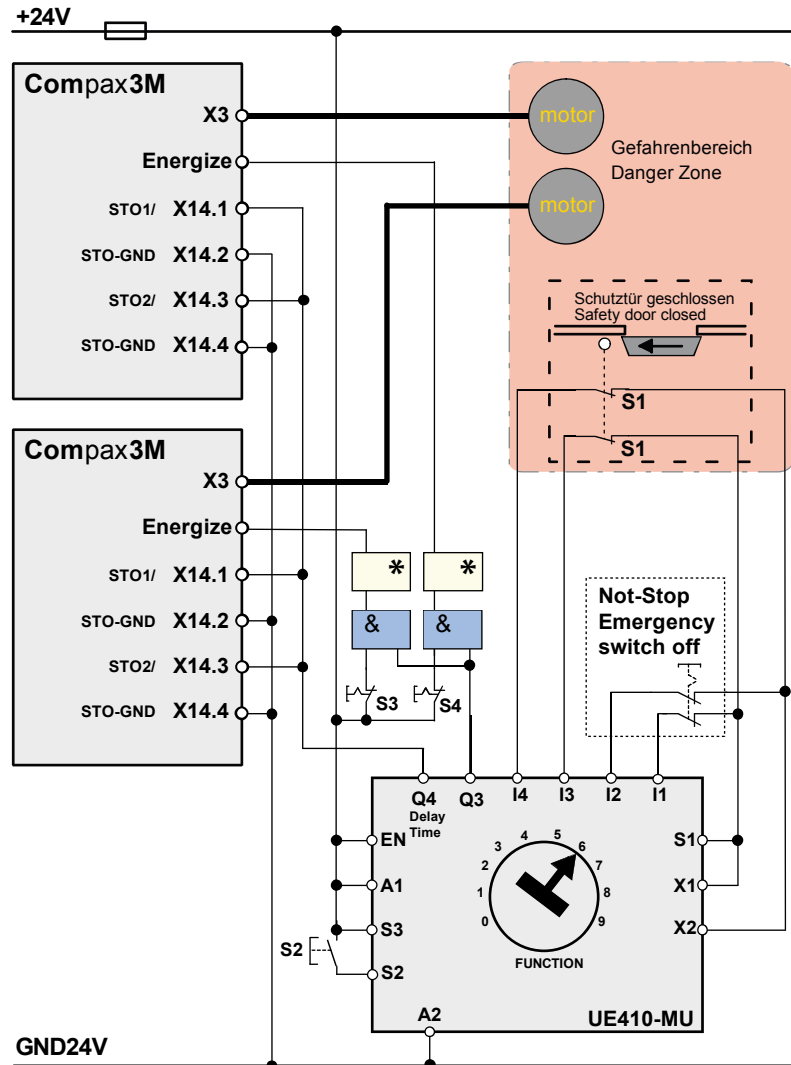 +24V
Compax3M
X3
Energize
STO1/ X14.1
STO-GND X14.2
STO2/ X14.3
STO-GND X14.4
motor
motor
Gefahrenbereich
Danger Zone
Schutztür geschlossen
Safety door closed
S1
S1
Compax3M
X3
Energize
STO1/ X14.1
STO-GND X14.2
STO2/ X14.3
STO-GND X14.4
* *
& &
S3 S4
Not-Stop
Emergency
switch off
Q4 Q3 I4 I3 I2 I1
Delay
Time
EN
A1
S3
S2
S2
0 1 2 3 4 5 6 7 8 9
FUNCTION
S1
X1
X2
A2
UE410-MU
GND24V